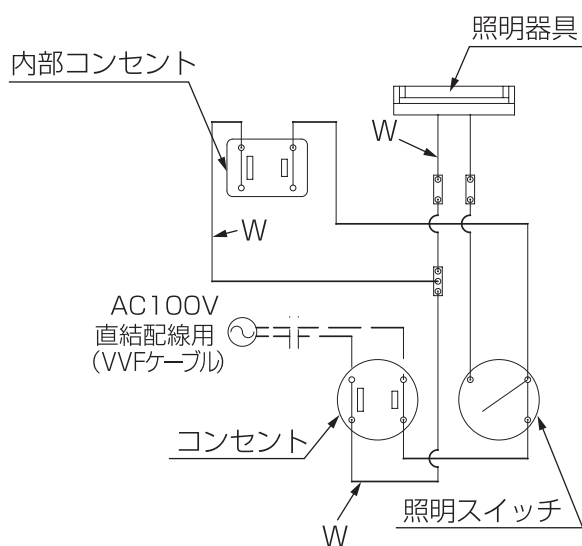 照明器具
内部コンセント
W
W
AC100V
直結配線用
(VVFケーブル)
コンセント
照明スイッチ
W